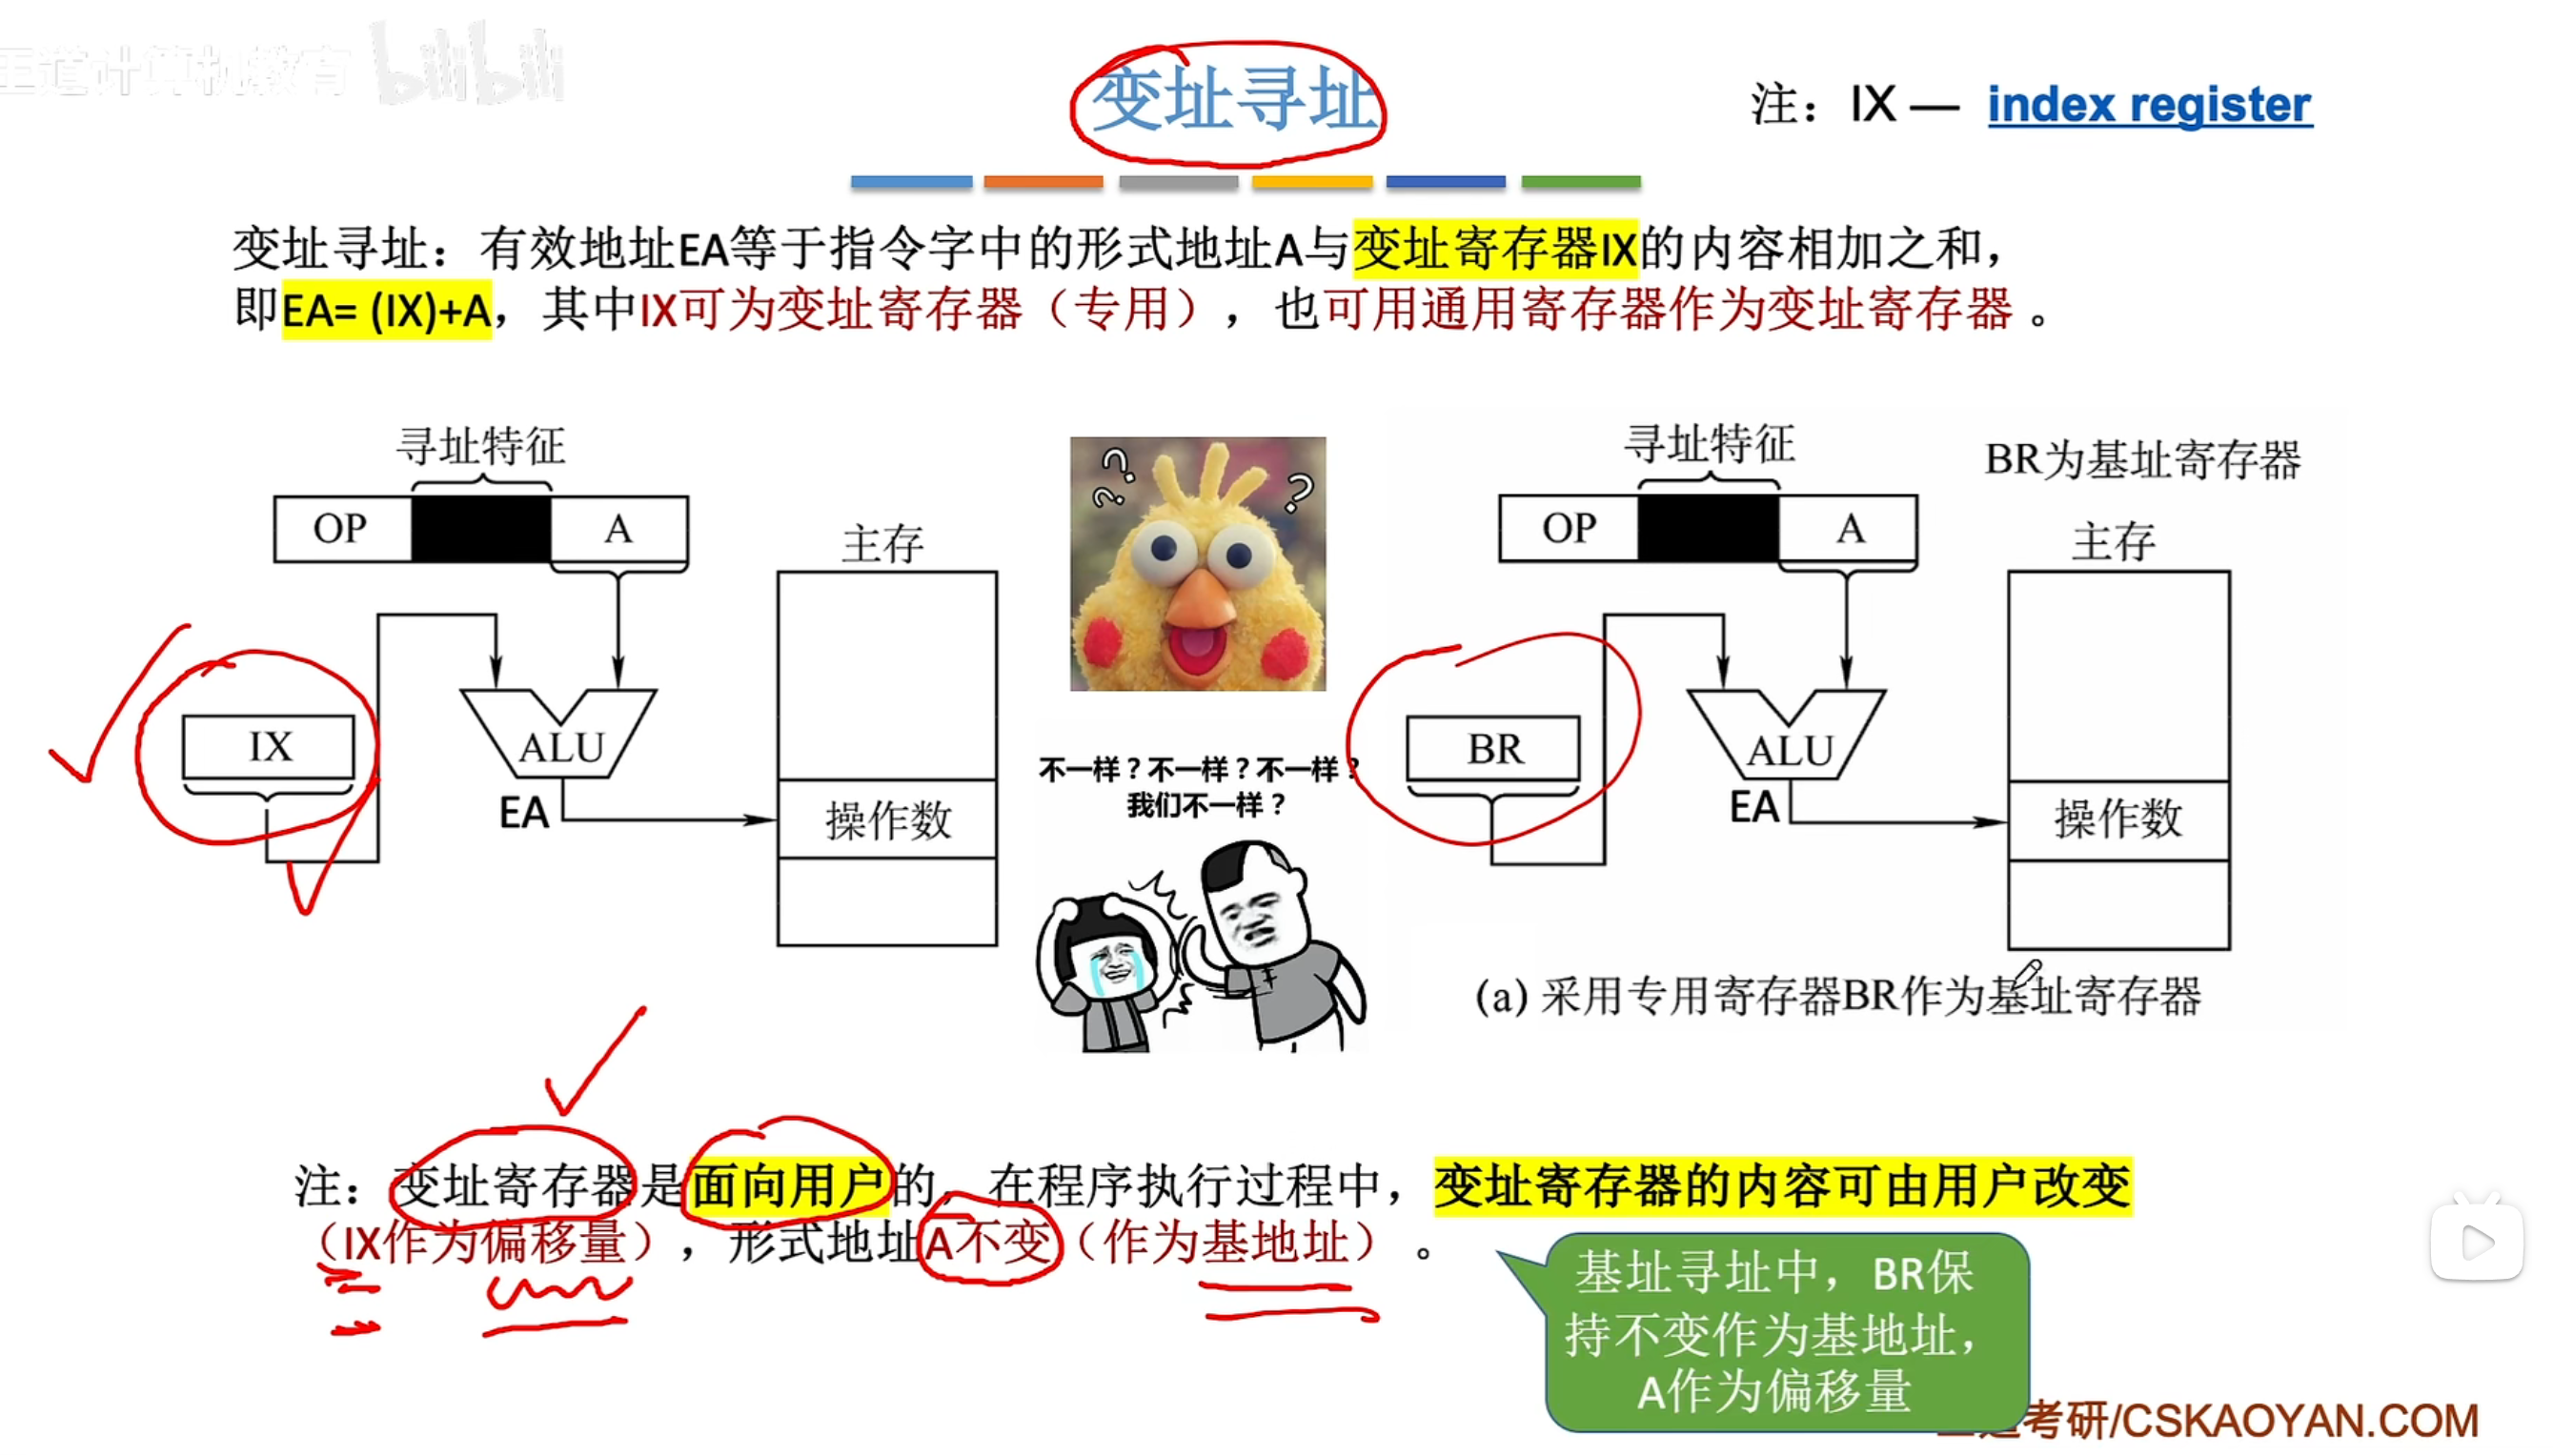 王道计算机教育 bilibili
变址寻址
注：IX — index register
变址寻址：有效地址EA等于指令字中的形式地址A与变址寄存器IX的内容相加之和，
即EA= (IX)+A，其中IX可为变址寄存器（专用），也可用通用寄存器作为变址寄存器 。
寻址特征
OP
A
主存
IX
ALU
EA
操作数
? ? ?
不一样？不一样？不一样？
我们不一样？
寻址特征
BR为基址寄存器
OP
A
主存
BR
ALU
EA
操作数
(a) 采用专用寄存器BR作为基址寄存器
注：变址寄存器是面向用户的，在程序执行过程中，变址寄存器的内容可由用户改变
（IX作为偏移量），形式地址A不变（作为基地址）。
基址寻址中，BR保
持不变作为基地址，
A作为偏移量
王道考研/CSKAOYAN.COM